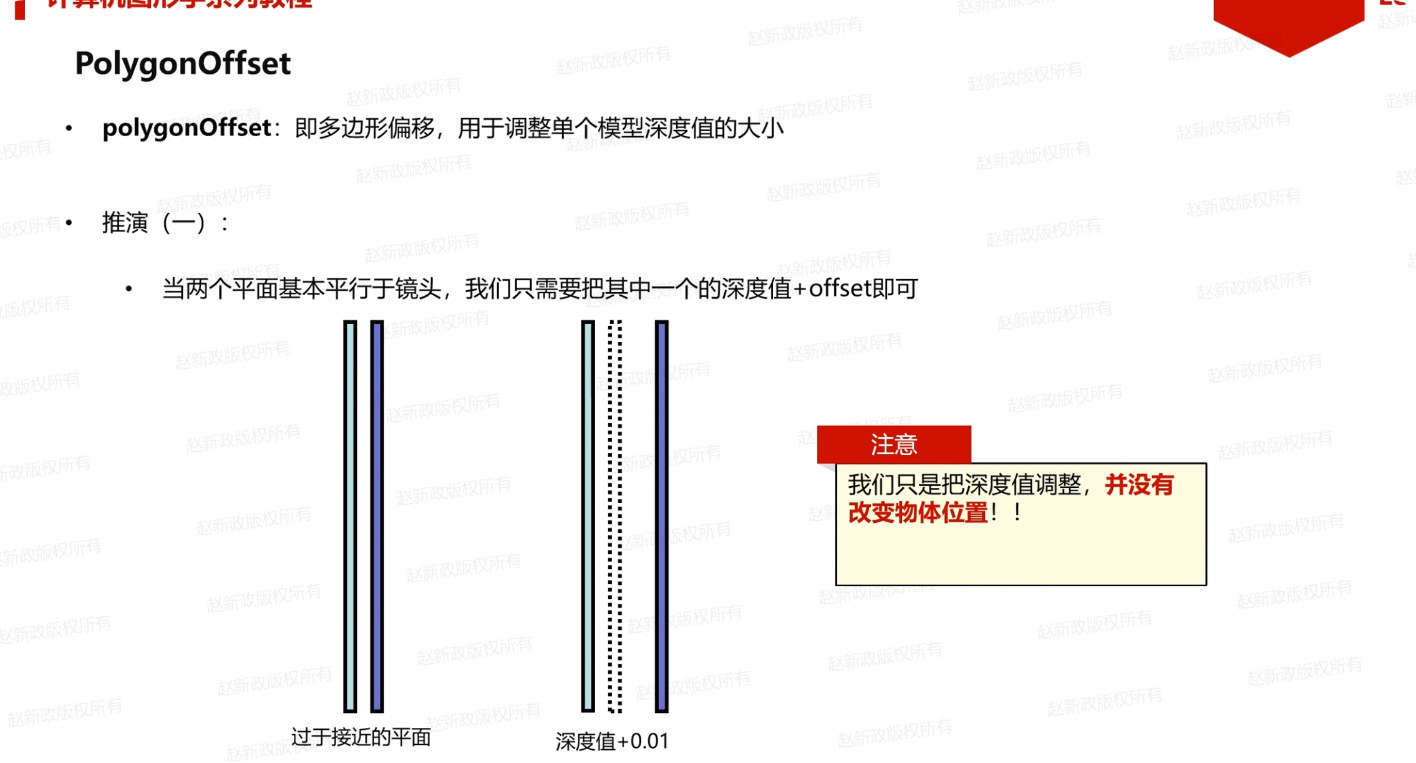 计算机图形学系列教程
PolygonOffset
• polygonOffset：即多边形偏移，用于调整单个模型深度值的大小
• 推演（一）：
• 当两个平面基本平行于镜头，我们只需要把其中一个的深度值+offset即可
注意
我们只是把深度值调整，并没有
改变物体位置！！
过于接近的平面
深度值+0.01
赵新政版权所有